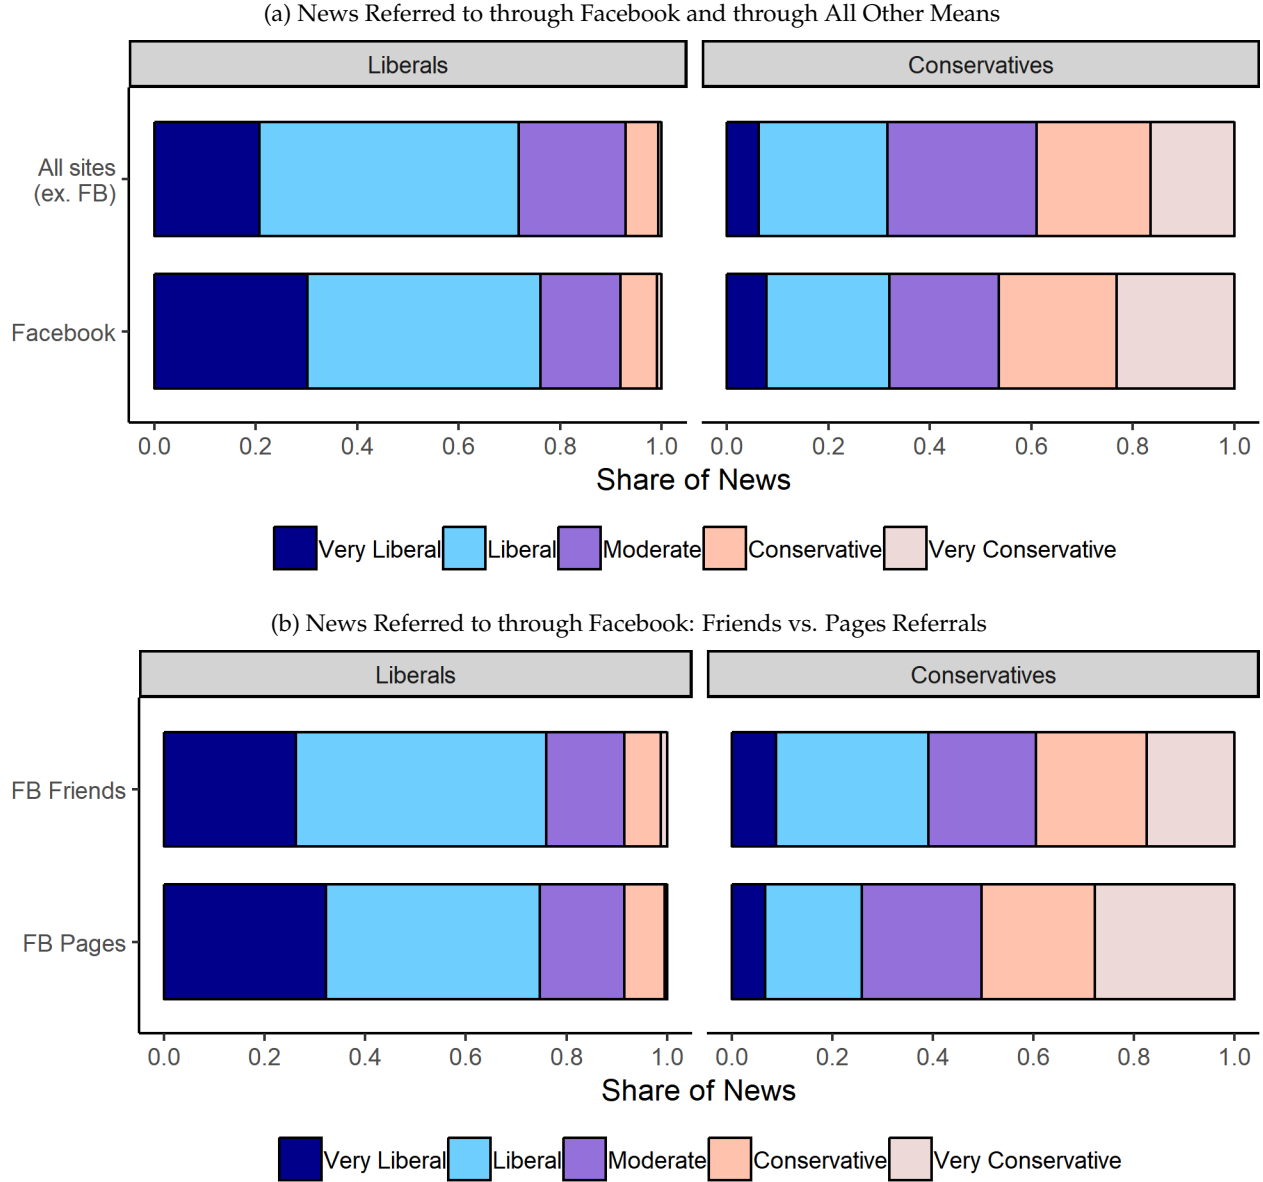 (a) News Referred to through Facebook and through All Other Means
Liberals
Conservatives
All sites
(ex. FB)
Facebook
0.0 0.2 0.4 0.6 0.8 1.0
0.0 0.2 0.4 0.6 0.8 1.0
Share of News
Very Liberal Liberal Moderate Conservative Very Conservative
(b) News Referred to through Facebook: Friends vs. Pages Referrals
Liberals
Conservatives
FB Friends
FB Pages
0.0 0.2 0.4 0.6 0.8 1.0
0.0 0.2 0.4 0.6 0.8 1.0
Share of News
Very Liberal Liberal Moderate Conservative Very Conservative